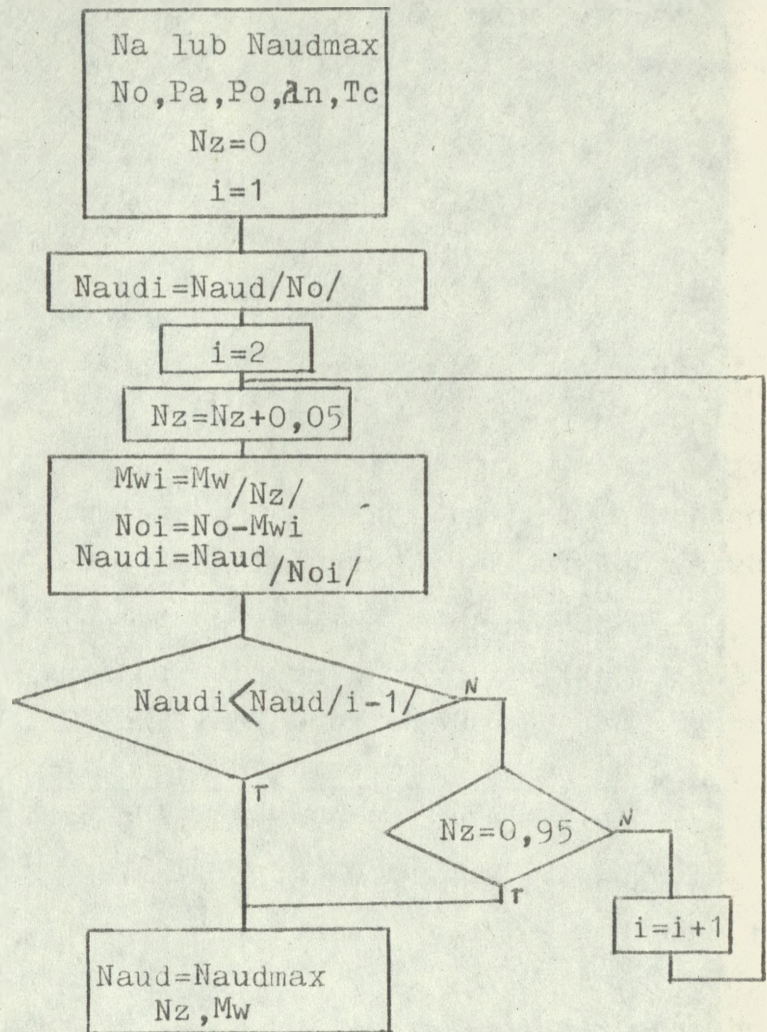 Na lub Naudmax
No,Pa,Po,λn,Tc
Nz=0
i=1
Naudi=Naud/No/
i=2
Nz=Nz+0,05
Mwi=Mw/Nz/
Noi=No-Mwi
Naudi=Naud/Noi/
Naudi<Naud/i-1/
N
T
Nz=0,95
N
T
i=i+1
Naud=Naudmax
Nz,Mw